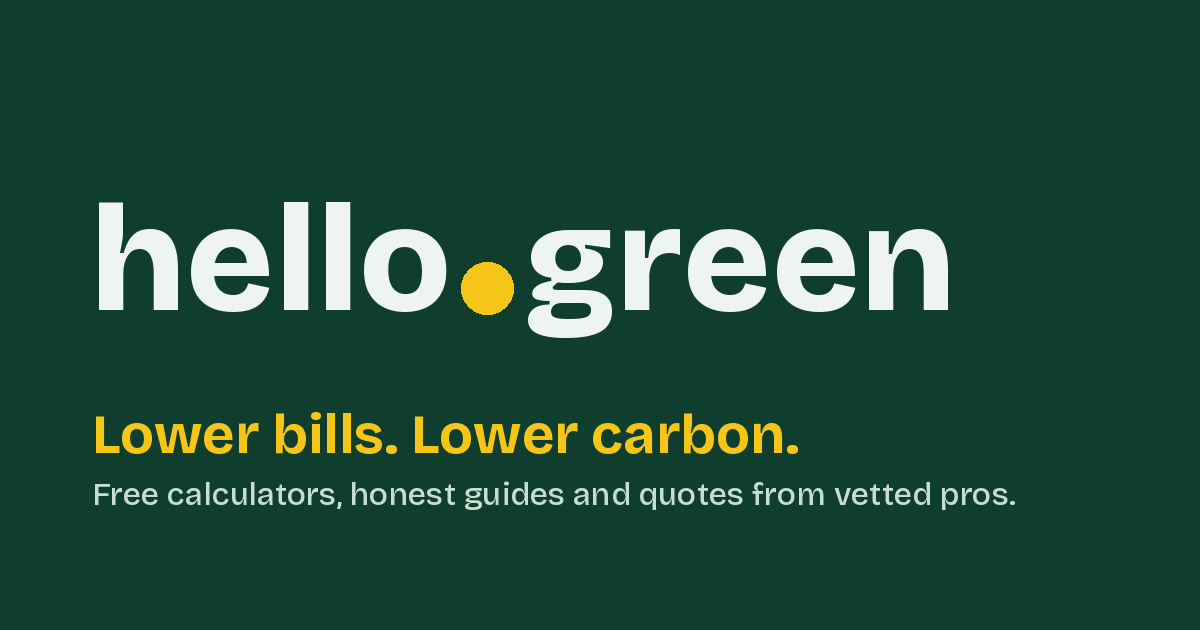 hello.green
Lower bills. Lower carbon.
Free calculators, honest guides and quotes from vetted pros.